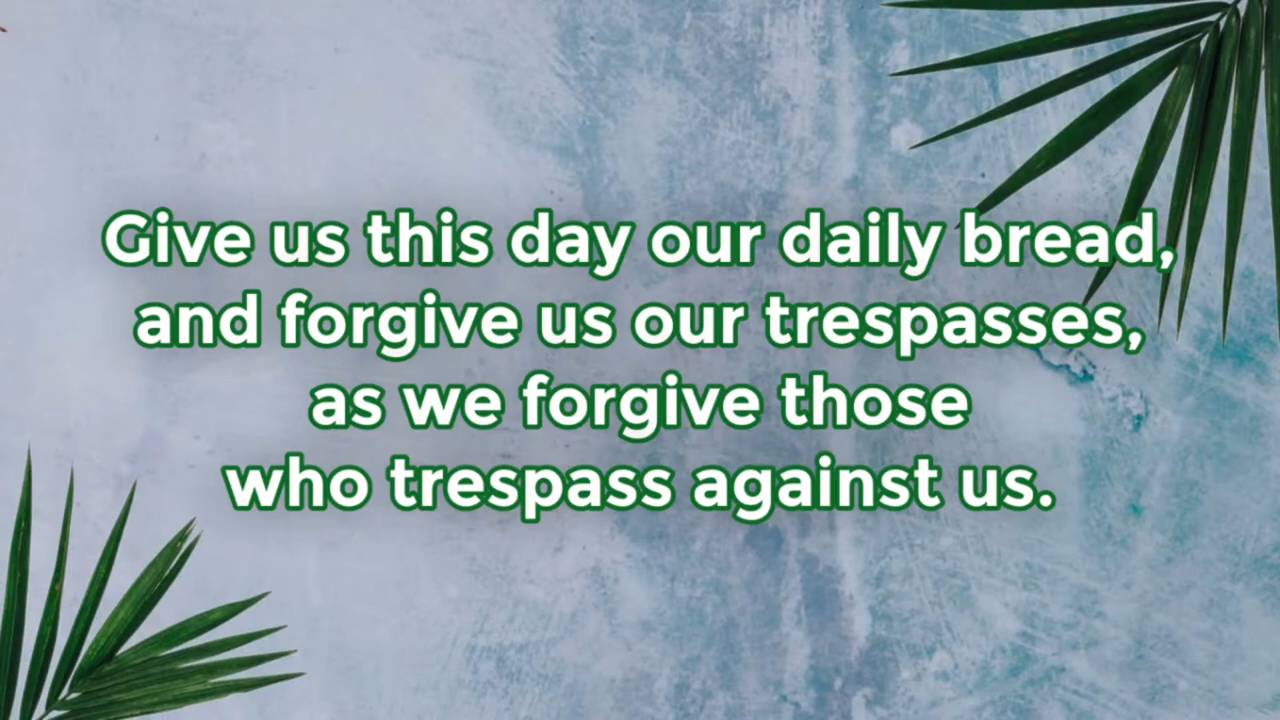 Give us this day our daily bread,
and forgive us our trespasses,
as we forgive those
who trespass against us.